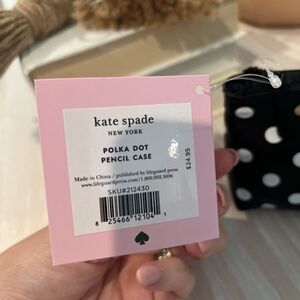 kate spade
NEW YORK
POLKA DOT
PENCIL CASE
$24.95
Made in China / published by lifeguard press
www.lifeguardpress.com/1.800.992.3006
SKU#212430
8 25466 12104 1